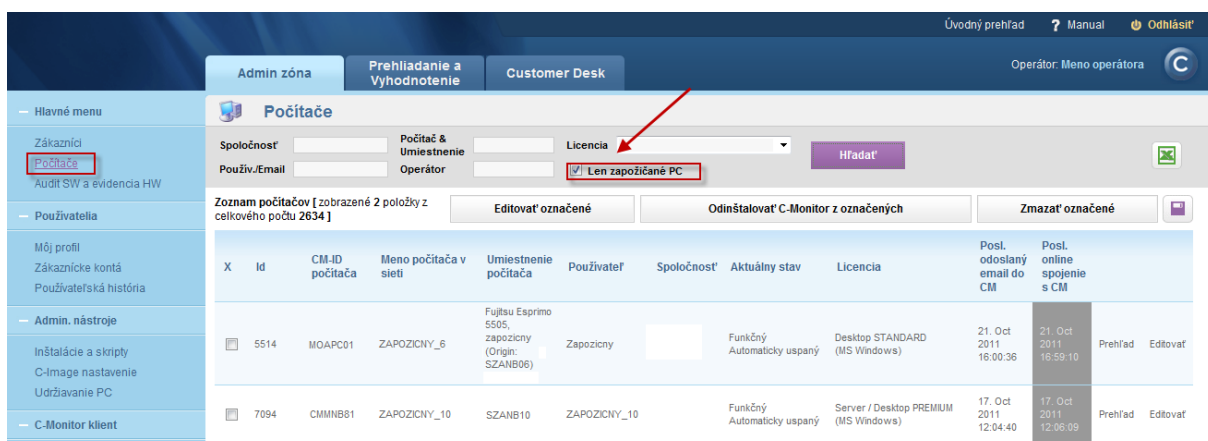 Úvodný prehľad ? Manual Odhlásiť
Admin zóna
Prehliadanie a
Vyhodnotenie
Customer Desk
Operátor: Meno operátora
C
Hlavné menu
Zákazníci
Počítače
Audit SW a evidencia HW
Používatelia
Môj profil
Zákaznícke kontá
Používateľská história
Admin. nástroje
Inštalácie a skripty
C-Image nastavenie
Udržiavanie PC
C-Monitor klient
Počítače
Spoločnosť
Počítač &
Umiestnenie
Licencia
Hľadať
Použív./Email
Operátor
Len zapožičané PC
Zoznam počítačov [ zobrazené 2 položky z
celkového počtu 2634 ]
Editovať označené
Odinštalovať C-Monitor z označených
Zmazať označené
X
Id
CM-ID
počítača
Meno počítača v
sieti
Umiestnenie
počítača
Používateľ
Spoločnosť
Aktuálny stav
Licencia
Posl.
odoslaný
email do
CM
Posl.
online
spojenie
s CM
5514
MOAPC01
ZAPOZICNY_6
Fujitsu Esprimo
5505,
zapozicny
(Origin:
SZANB06)
Zapozicny
Funkčný
Automaticky uspaný
Desktop STANDARD
(MS Windows)
21. Oct
2011
16:00:36
21. Oct
2011
16:59:10
Prehľad
Editovať
7094
CMMNB81
ZAPOZICNY_10
SZANB10
ZAPOZICNY_10
Funkčný
Automaticky uspaný
Server / Desktop PREMIUM
(MS Windows)
17. Oct
2011
12:04:40
17. Oct
2011
12:06:09
Prehľad
Editovať